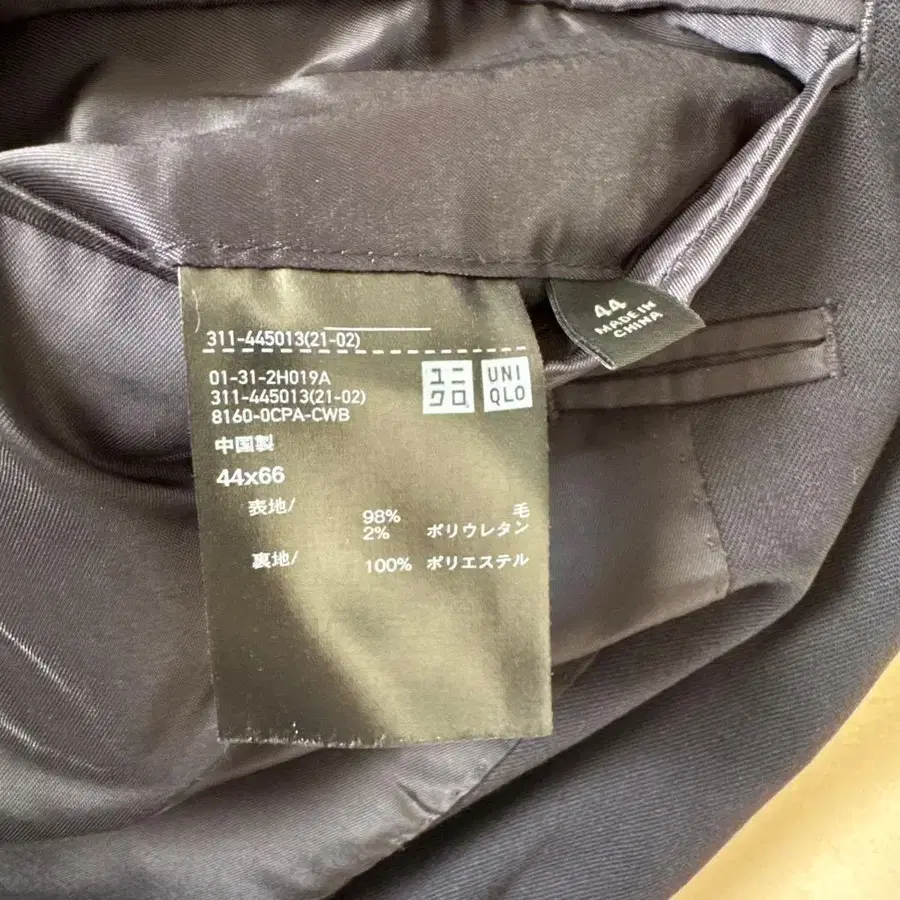 311-445013(21-02)
01-31-2H019A
311-445013(21-02)
8160-0CPA-CWB
中国製
44x66
表地/
98% 毛
2% ポリウレタン
裏地/ 100% ポリエステル
ユニ
クロ
UNI
QLO
44
MADE IN
CHINA